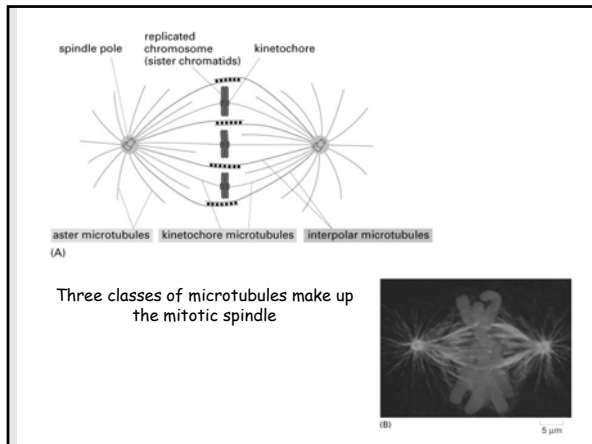 replicated
spindle pole
chromosome
kinetochore
(sister chromatids)
aster microtubules
kinetochore microtubules
interpolar microtubules
(A)
Three classes of microtubules make up
the mitotic spindle
(B)
5 μm